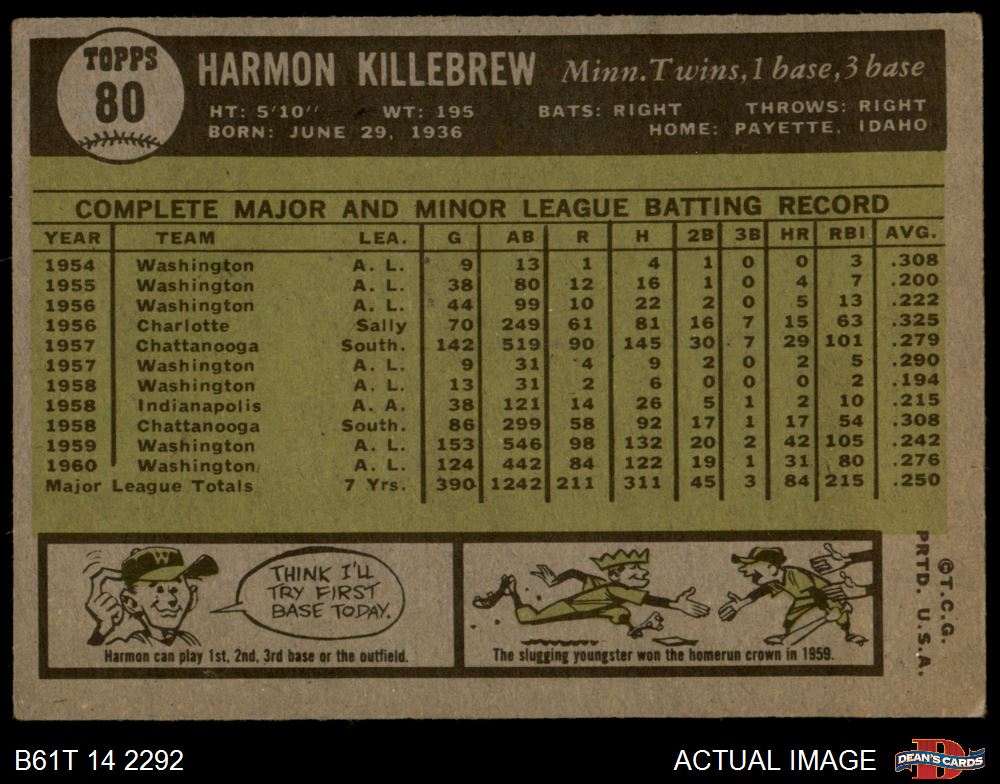 TOPPS
80
HARMON KILLEBREW Minn. Twins, 1 base, 3 base
HT: 5'10" WT: 195 BATS: RIGHT THROWS: RIGHT
BORN: JUNE 29, 1936 HOME: PAYETTE, IDAHO
COMPLETE MAJOR AND MINOR LEAGUE BATTING RECORD
YEAR TEAM LEA. G AB R H 2B 3B HR RBI AVG.
1954 Washington A. L. 9 13 1 4 1 0 0 3 .308
1955 Washington A. L. 38 80 12 16 1 0 4 7 .200
1956 Washington A. L. 44 99 10 22 2 0 5 13 .222
1956 Charlotte Sally 70 249 61 81 16 7 15 63 .325
1957 Chattanooga South. 142 519 90 145 30 7 29 101 .279
1957 Washington A. L. 9 31 4 9 2 0 2 5 .290
1958 Washington A. L. 13 31 2 6 0 0 0 2 .194
1958 Indianapolis A. A. 38 121 14 26 5 1 2 10 .215
1958 Chattanooga South. 86 299 58 92 17 1 17 54 .308
1959 Washington A. L. 153 546 98 132 20 2 42 105 .242
1960 Washington A. L. 124 442 84 122 19 1 31 80 .276
Major League Totals 7 Yrs. 390 1242 211 311 45 3 84 215 .250
W
THINK I'LL
TRY FIRST
BASE TODAY.
Harmon can play 1st, 2nd, 3rd base or the outfield.
The slugging youngster won the homerun crown in 1959.
©T.C.G.
PRTD. U.S.A.
B61T 14 2292 ACTUAL IMAGE
DEAN'S CARDS